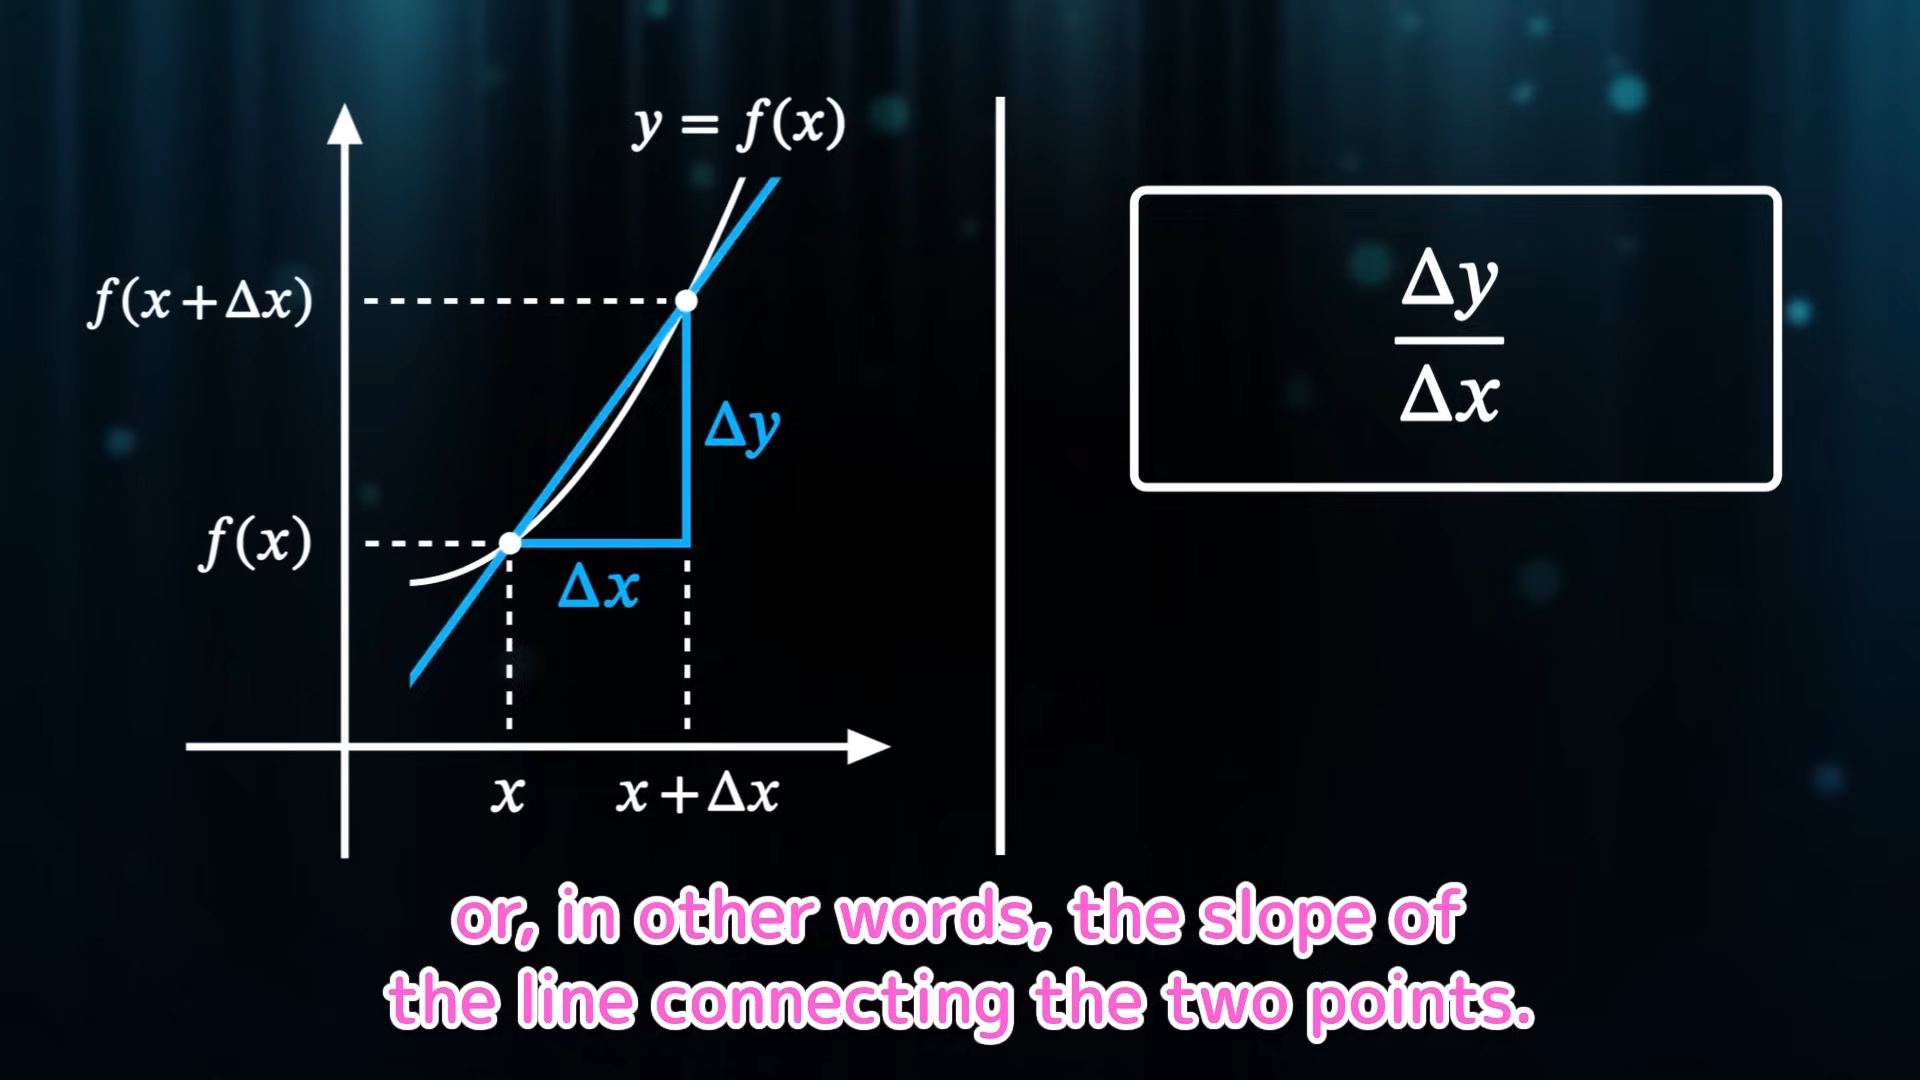 y = f(x)
f(x+Δx)
f(x)
Δy
Δx
x
x+Δx
Δy
Δx
or, in other words, the slope of
the line connecting the two points.